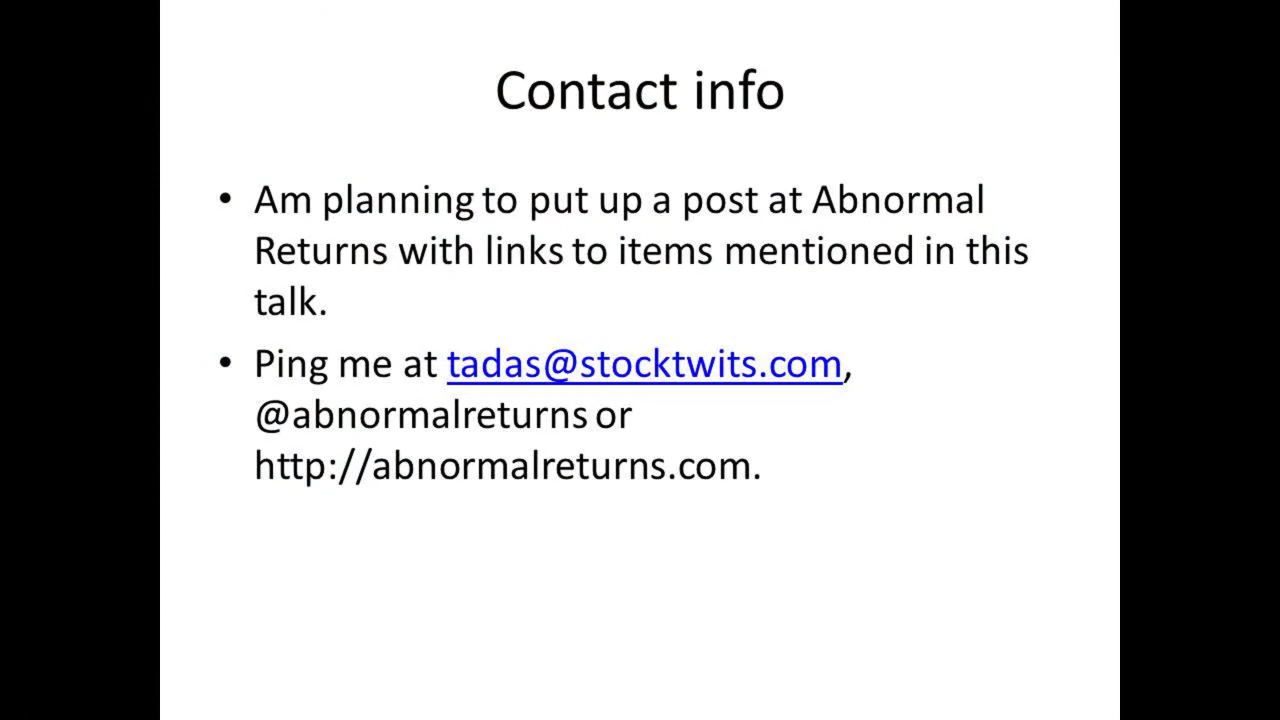 Contact info
• Am planning to put up a post at Abnormal
Returns with links to items mentioned in this
talk.
• Ping me at tadas@stocktwits.com,
@abnormalreturns or
http://abnormalreturns.com.